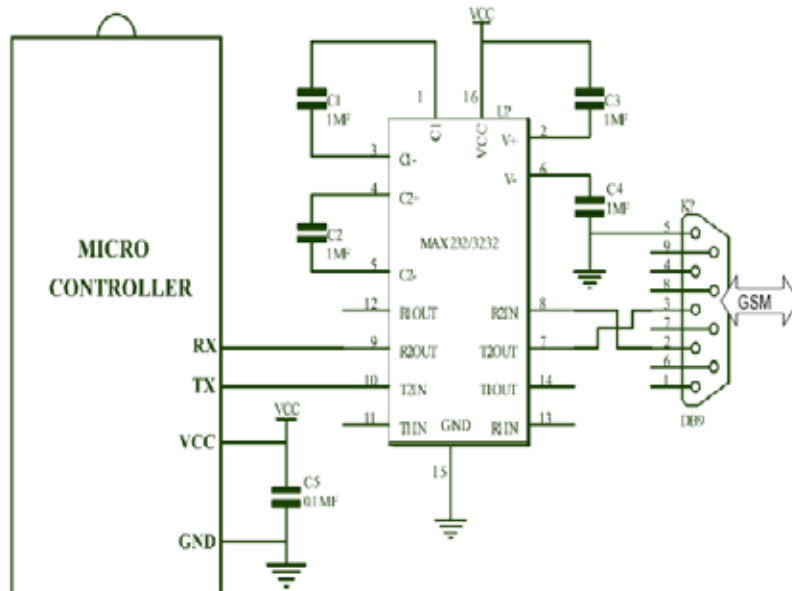 VCC
1
16
U?
C1
1MF
C3
1MF
C1
VCC
V+
2
3
C1-
V-
6
4
C2+
C4
1MF
K?
C2
1MF
MAX232/3232
5
9
4
8
3
7
2
6
1
GSM
DB9
5
C2-
MICRO
CONTROLLER
12
R1OUT
R2IN
8
RX
9
R2OUT
T2OUT
7
TX
10
T2IN
T1OUT
14
VCC
11
T1IN
GND
R1IN
13
VCC
15
C5
0.1MF
GND